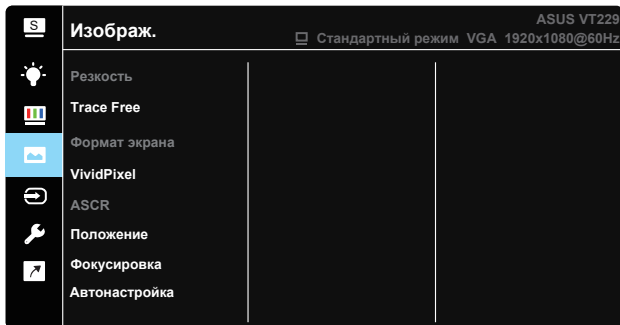 S
Изображ.
ASUS VT229
Стандартный режим VGA 1920x1080@60Hz
Резкость
Trace Free
Формат экрана
VividPixel
ASCR
Положение
Фокусировка
Автонастройка